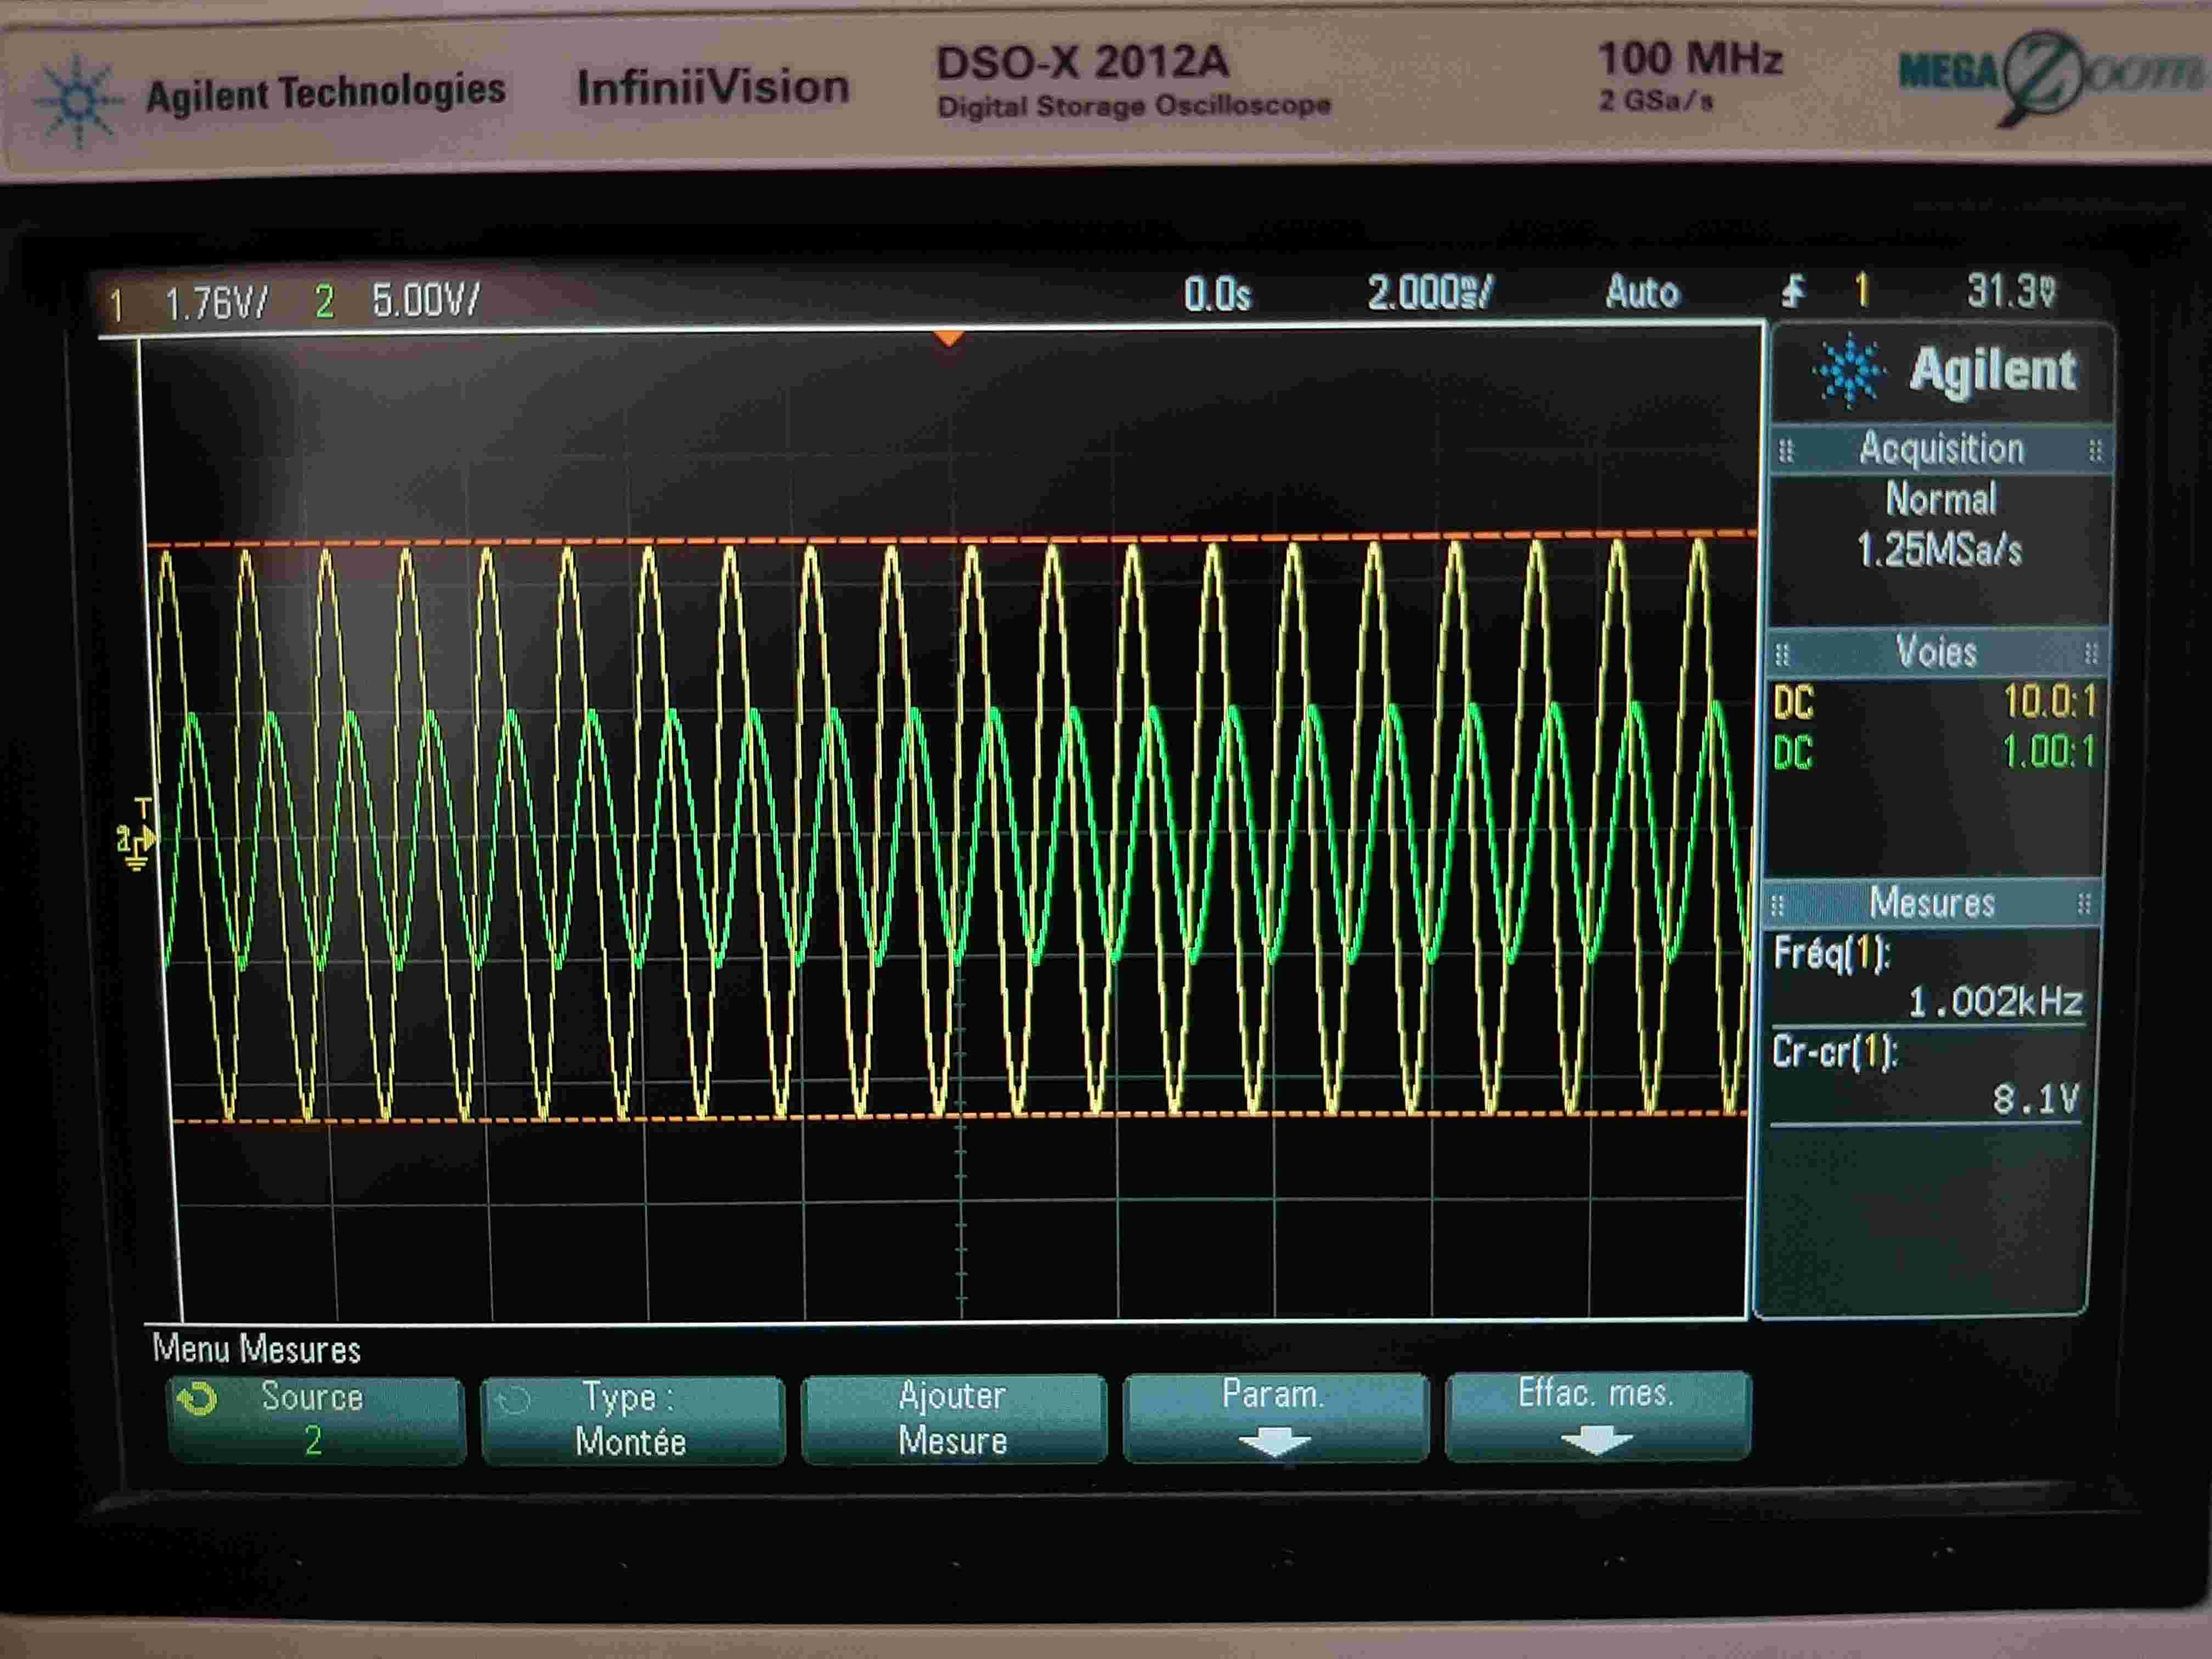 Agilent Technologies InfiniiVision DSO-X 2012A 100 MHz MEGA Zoom
Digital Storage Oscilloscope 2 GSa/s
1 1.76V/ 2 5.00V/ 0.0s 2.000ms/ Auto 1 31.3mV
Agilent
Acquisition
Normal
1.25MSa/s
Voies
DC 10.0:1
DC 1.00:1
T
Mesures
Fréq(1):
1.002kHz
Cr-cr(1):
8.1V
Menu Mesures
Source Type : Ajouter Param. Effac. mes.
2 Montée Mesure